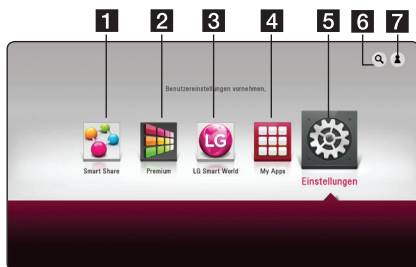 1 2 3 4 5 6 7
Benutzereinstellungen vornehmen.
LG
Smart Share Premium LG Smart World My Apps Einstellungen